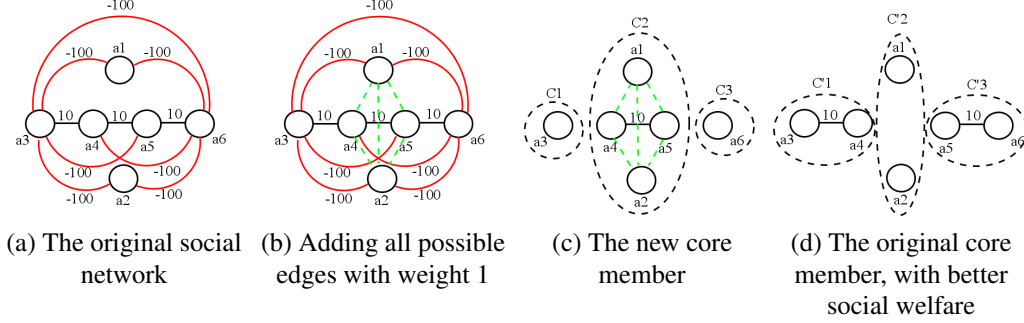 -100
-100 a1 -100
10 10 10
a3 a4 a5 a6
-100
-100 -100
a2
(a) The original social
network
-100
-100 a1 -100
10 10 10
a3 a4 a5 a6
-100
-100 -100
a2
(b) Adding all possible
edges with weight 1
C2
a1
C1 C3
10
a3 a4 a5 a6
a2
(c) The new core
member
C'2
a1
C'1 C'3
10 10
a3 a4 a5 a6
a2
(d) The original core
member, with better
social welfare